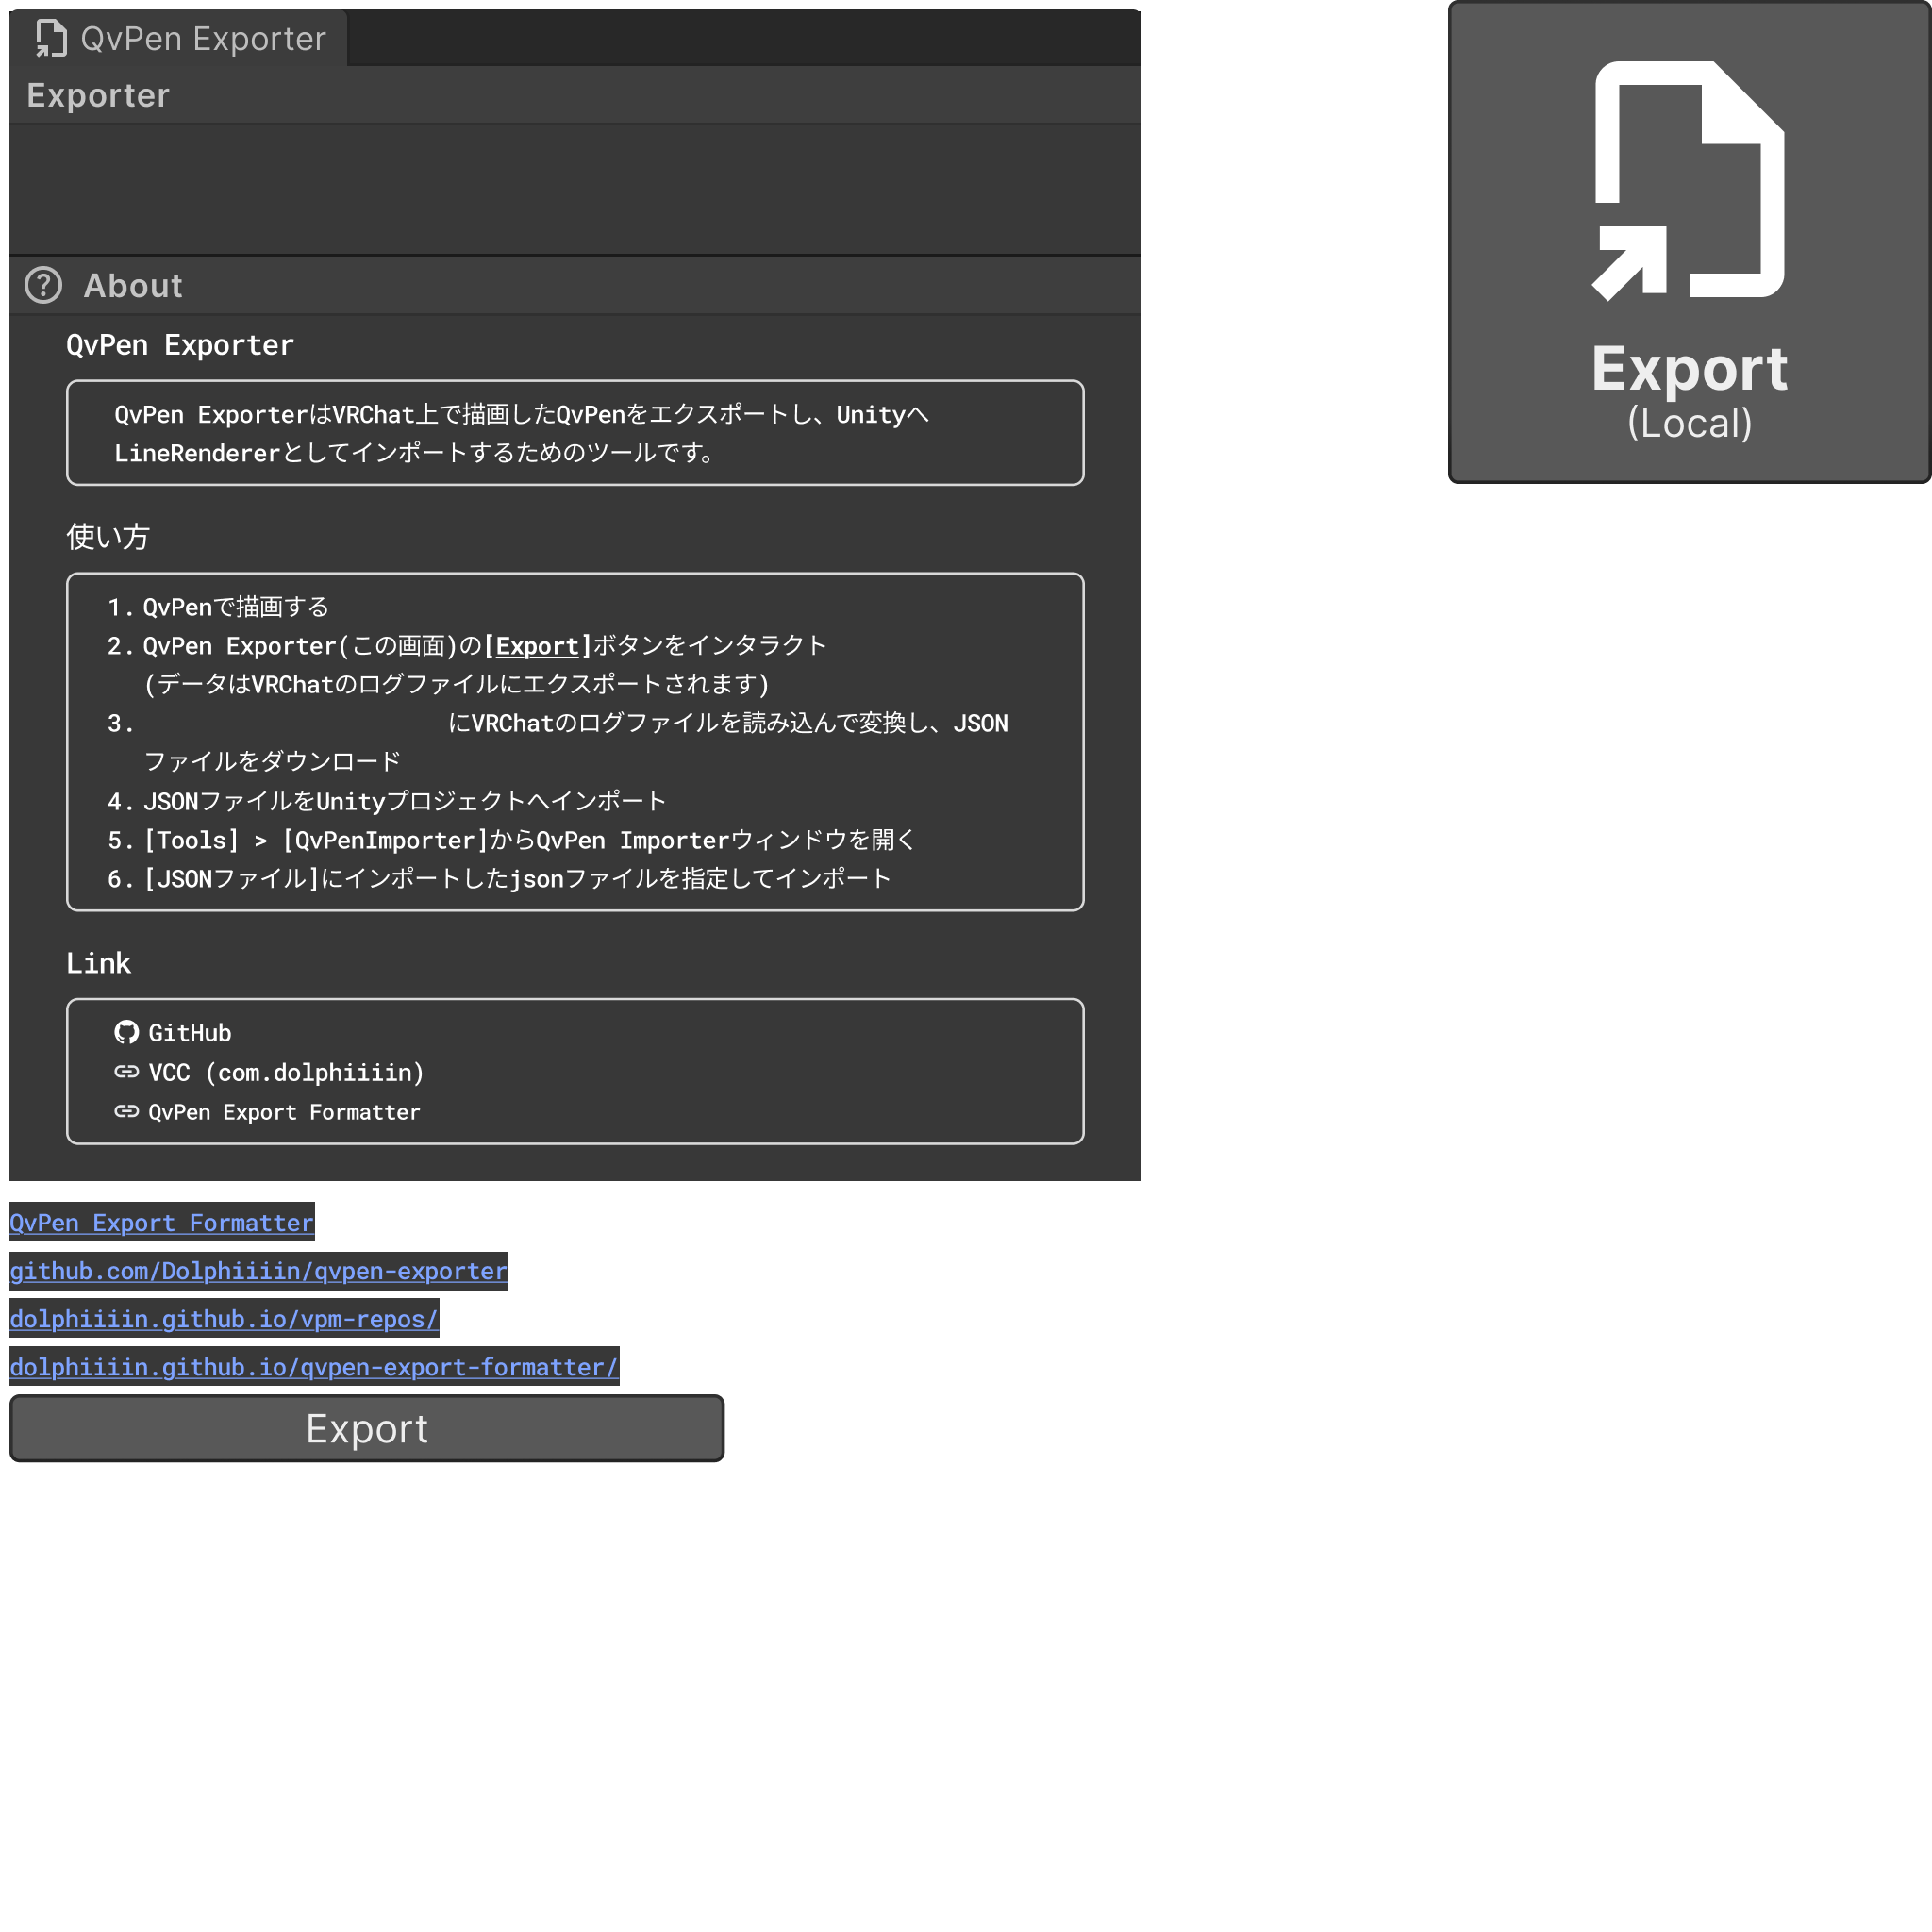 QvPen Exporter
Exporter
About
QvPen Exporter
QvPen ExporterはVRChat上で描画したQvPenをエクスポートし、Unityへ
LineRendererとしてインポートするためのツールです。
使い方
1. QvPenで描画する
2. QvPen Exporter(この画面)の[Export]ボタンをインタラクト
(データはVRChatのログファイルにエクスポートされます)
3. にVRChatのログファイルを読み込んで変換し、JSON
ファイルをダウンロード
4. JSONファイルをUnityプロジェクトへインポート
5. [Tools] > [QvPenImporter]からQvPen Importerウィンドウを開く
6. [JSONファイル]にインポートしたjsonファイルを指定してインポート
Link
GitHub
VCC (com.dolphiiiin)
QvPen Export Formatter
QvPen Export Formatter
github.com/Dolphiiiin/qvpen-exporter
dolphiiiin.github.io/vpm-repos/
dolphiiiin.github.io/qvpen-export-formatter/
Export
Export
(Local)